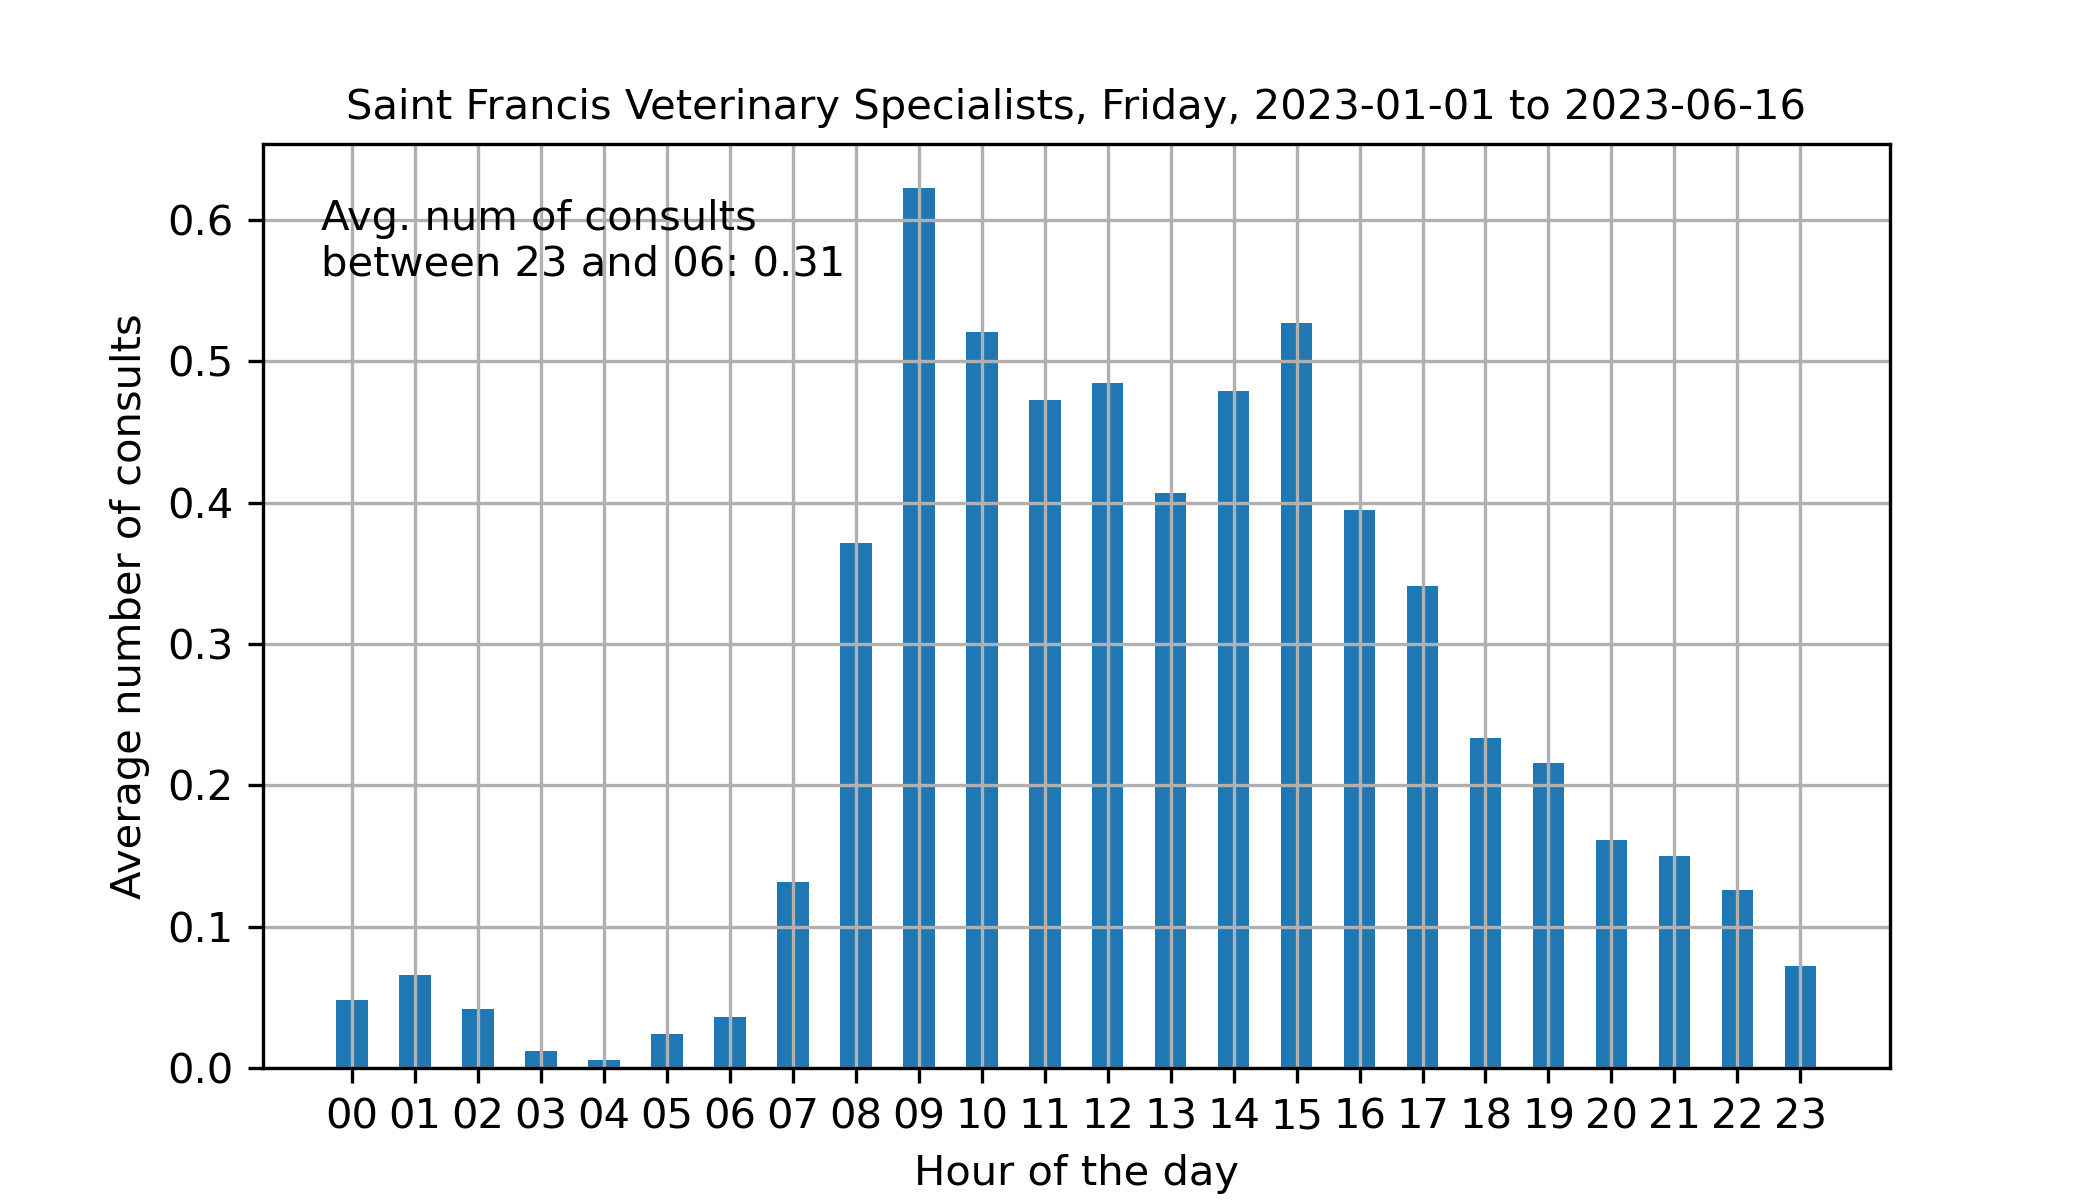 Saint Francis Veterinary Specialists, Friday, 2023-01-01 to 2023-06-16
Avg. num of consults
between 23 and 06: 0.31
Average number of consults
0.6
0.5
0.4
0.3
0.2
0.1
0.0
00 01 02 03 04 05 06 07 08 09 10 11 12 13 14 15 16 17 18 19 20 21 22 23
Hour of the day